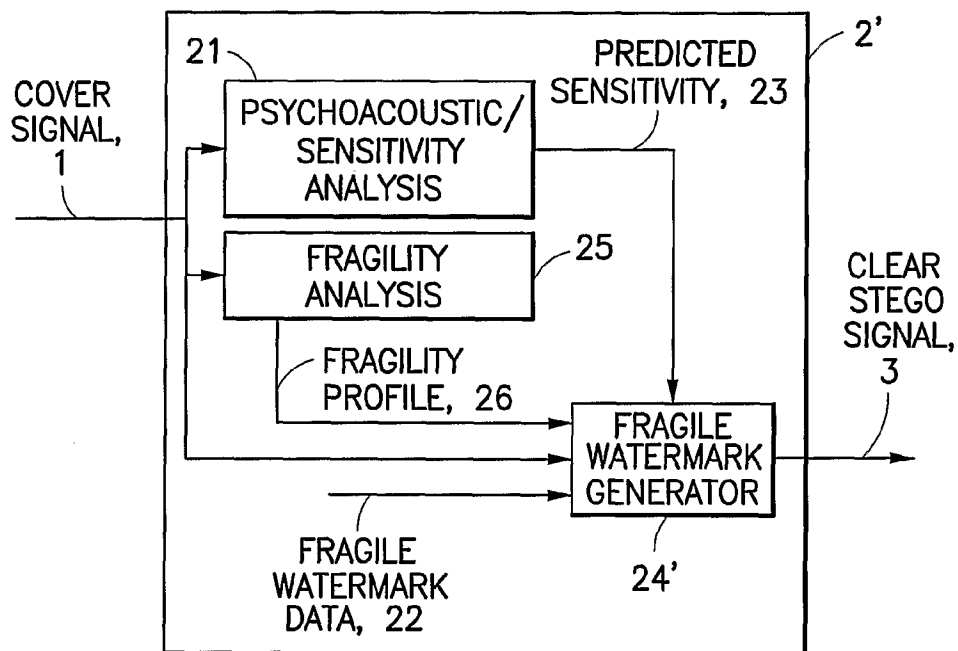 2'
21
PREDICTED
SENSITIVITY, 23
COVER
SIGNAL,
1
PSYCHOACOUSTIC/
SENSITIVITY
ANALYSIS
FRAGILITY
ANALYSIS
25
CLEAR
STEGO
SIGNAL,
3
FRAGILITY
PROFILE, 26
FRAGILE
WATERMARK
GENERATOR
24'
FRAGILE
WATERMARK
DATA, 22